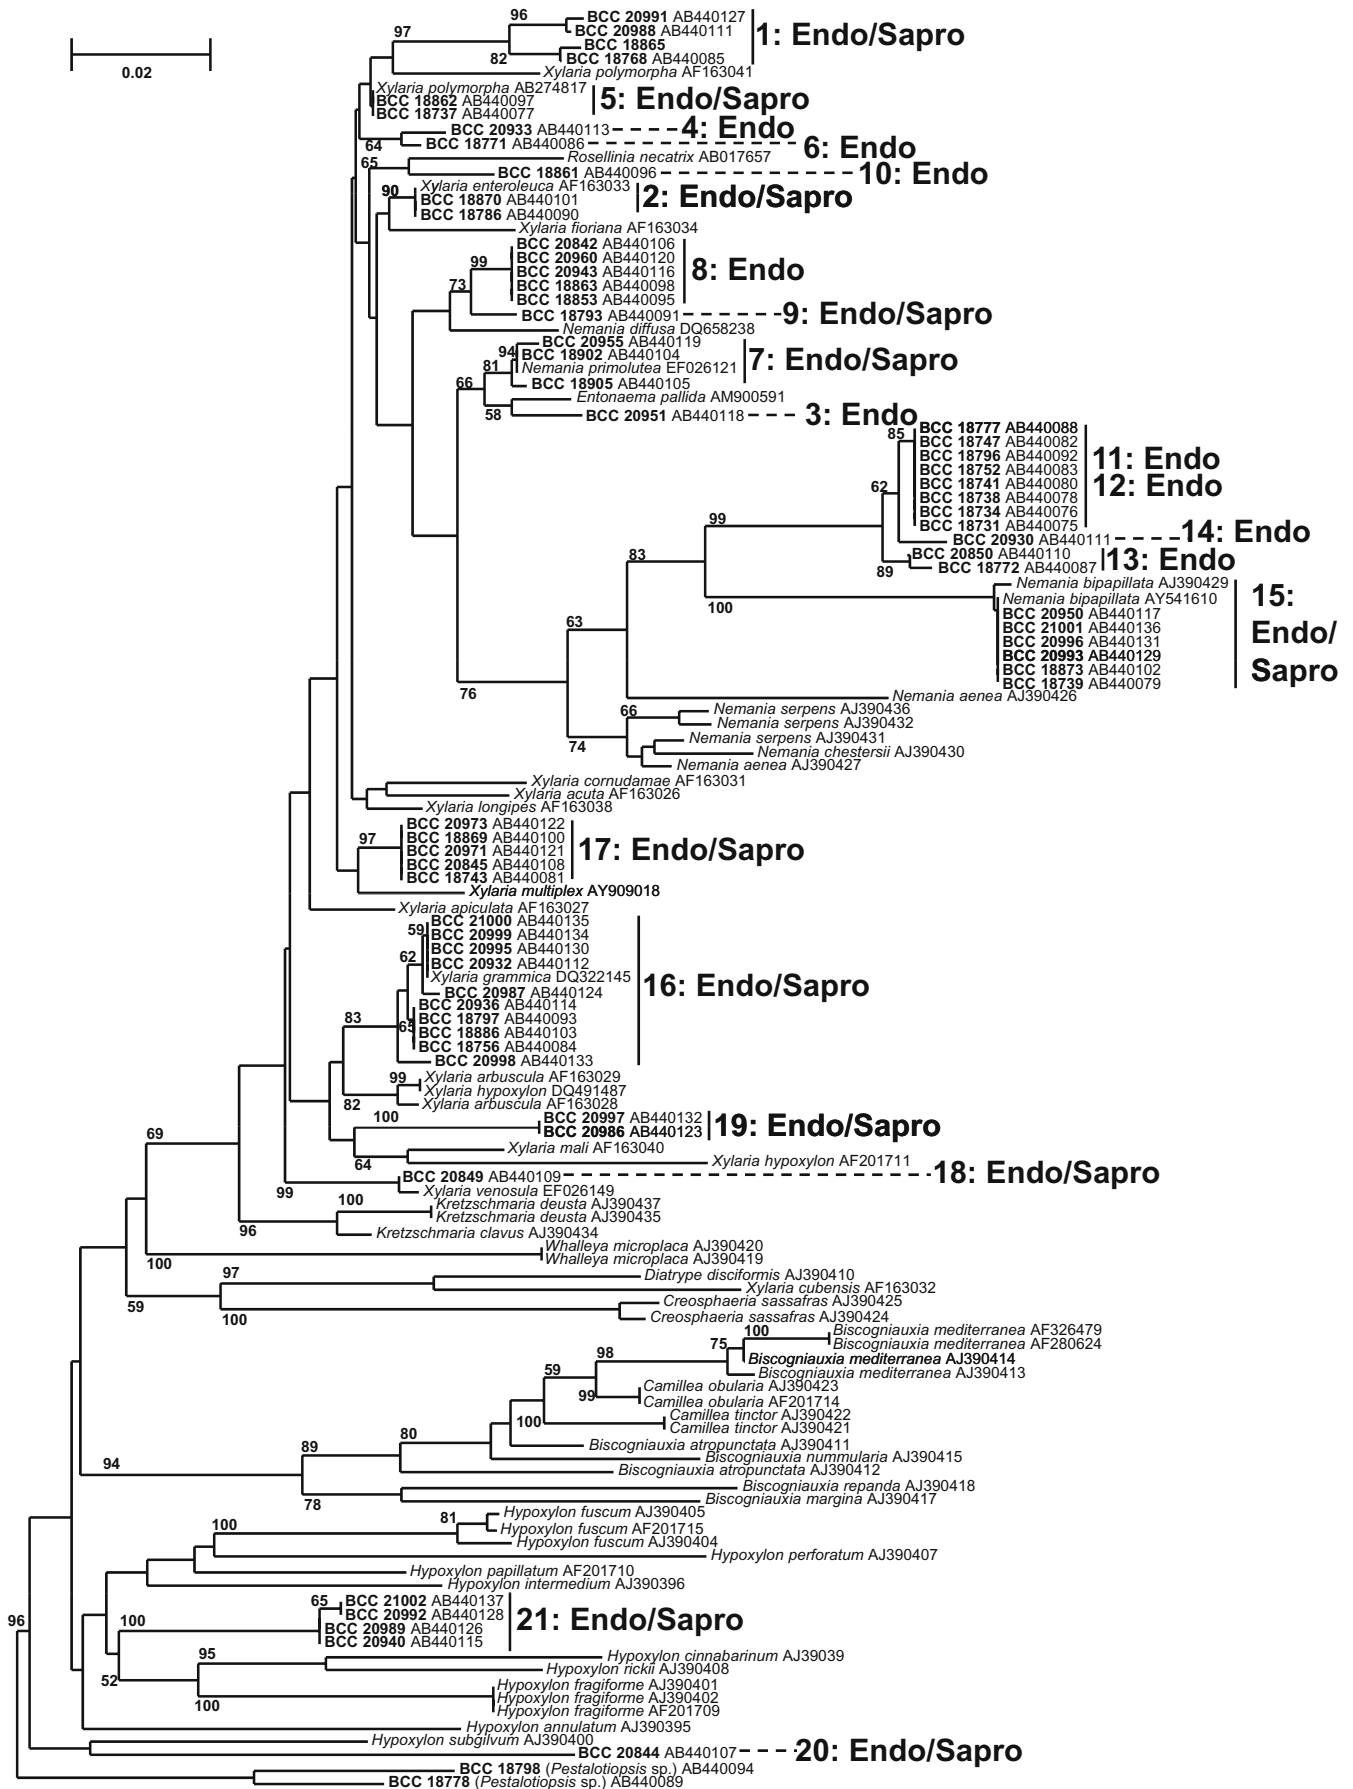 0.02
96
97
82
BCC 20991 AB440127
BCC 20988 AB440111
BCC 18865
BCC 18768 AB440085
1: Endo/Sapro
Xylaria polymorpha AF163041
Xylaria polymorpha AB274817
BCC 18862 AB440097
BCC 18737 AB440077
5: Endo/Sapro
BCC 20933 AB440113
4: Endo
64
BCC 18771 AB440086
6: Endo
65
Rosellinia necatrix AB017657
BCC 18861 AB440096
10: Endo
90
Xylaria enteroleuca AF163033
BCC 18870 AB440101
BCC 18786 AB440090
2: Endo/Sapro
Xylaria fioriana AF163034
99
73
BCC 20842 AB440106
BCC 20960 AB440120
BCC 20943 AB440116
BCC 18863 AB440098
BCC 18853 AB440095
8: Endo
BCC 18793 AB440091
9: Endo/Sapro
Nemania diffusa DQ658238
94
81
66
58
BCC 20955 AB440119
BCC 18902 AB440104
Nemania primolutea EF026121
BCC 18905 AB440105
7: Endo/Sapro
Entonaema pallida AM900591
BCC 20951 AB440118
3: Endo
85
62
99
89
BCC 18777 AB440088
BCC 18747 AB440082
BCC 18796 AB440092
BCC 18752 AB440083
BCC 18741 AB440080
BCC 18738 AB440078
BCC 18734 AB440076
BCC 18731 AB440075
11: Endo
12: Endo
BCC 20930 AB440111
14: Endo
BCC 20850 AB440110
BCC 18772 AB440087
13: Endo
83
100
63
76
Nemania bipapillata AJ390429
Nemania bipapillata AY541610
BCC 20950 AB440117
BCC 21001 AB440136
BCC 20996 AB440131
BCC 20993 AB440129
BCC 18873 AB440102
BCC 18739 AB440079
15:
Endo/
Sapro
Nemania aenea AJ390426
66
74
Nemania serpens AJ390436
Nemania serpens AJ390432
Nemania serpens AJ390431
Nemania chestersii AJ390430
Nemania aenea AJ390427
Xylaria cornudamae AF163031
Xylaria acuta AF163026
Xylaria longipes AF163038
97
BCC 20973 AB440122
BCC 18869 AB440100
BCC 20971 AB440121
BCC 20845 AB440108
BCC 18743 AB440081
17: Endo/Sapro
Xylaria multiplex AY909018
Xylaria apiculata AF163027
59
62
83
65
BCC 21000 AB440135
BCC 20999 AB440134
BCC 20995 AB440130
BCC 20932 AB440112
Xylaria grammica DQ322145
BCC 20987 AB440124
BCC 20936 AB440114
BCC 18797 AB440093
BCC 18886 AB440103
BCC 18756 AB440084
BCC 20998 AB440133
16: Endo/Sapro
99
82
Xylaria arbuscula AF163029
Xylaria hypoxylon DQ491487
Xylaria arbuscula AF163028
100
BCC 20997 AB440132
BCC 20986 AB440123
19: Endo/Sapro
64
Xylaria mali AF163040
Xylaria hypoxylon AF201711
69
99
BCC 20849 AB440109
18: Endo/Sapro
Xylaria venosula EF026149
100
96
Kretzschmaria deusta AJ390437
Kretzschmaria deusta AJ390435
Kretzschmaria clavus AJ390434
100
Whalleya microplaca AJ390420
Whalleya microplaca AJ390419
97
59
100
Diatrype disciformis AJ390410
Xylaria cubensis AF163032
Creosphaeria sassafras AJ390425
Creosphaeria sassafras AJ390424
100
75
98
59
99
100
80
89
94
78
Biscogniauxia mediterranea AF326479
Biscogniauxia mediterranea AF280624
Biscogniauxia mediterranea AJ390414
Biscogniauxia mediterranea AJ390413
Camillea obularia AJ390423
Camillea obularia AF201714
Camillea tinctor AJ390422
Camillea tinctor AJ390421
Biscogniauxia atropunctata AJ390411
Biscogniauxia nummularia AJ390415
Biscogniauxia atropunctata AJ390412
Biscogniauxia repanda AJ390418
Biscogniauxia margina AJ390417
81
100
Hypoxylon fuscum AJ390405
Hypoxylon fuscum AF201715
Hypoxylon fuscum AJ390404
Hypoxylon perforatum AJ390407
Hypoxylon papillatum AF201710
Hypoxylon intermedium AJ390396
65
100
96
BCC 21002 AB440137
BCC 20992 AB440128
BCC 20989 AB440126
BCC 20940 AB440115
21: Endo/Sapro
95
52
100
Hypoxylon cinnabarinum AJ39039
Hypoxylon rickii AJ390408
Hypoxylon fragiforme AJ390401
Hypoxylon fragiforme AJ390402
Hypoxylon fragiforme AF201709
Hypoxylon annulatum AJ390395
Hypoxylon subgilvum AJ390400
BCC 20844 AB440107
20: Endo/Sapro
BCC 18798 (Pestalotiopsis sp.) AB440094
BCC 18778 (Pestalotiopsis sp.) AB440089